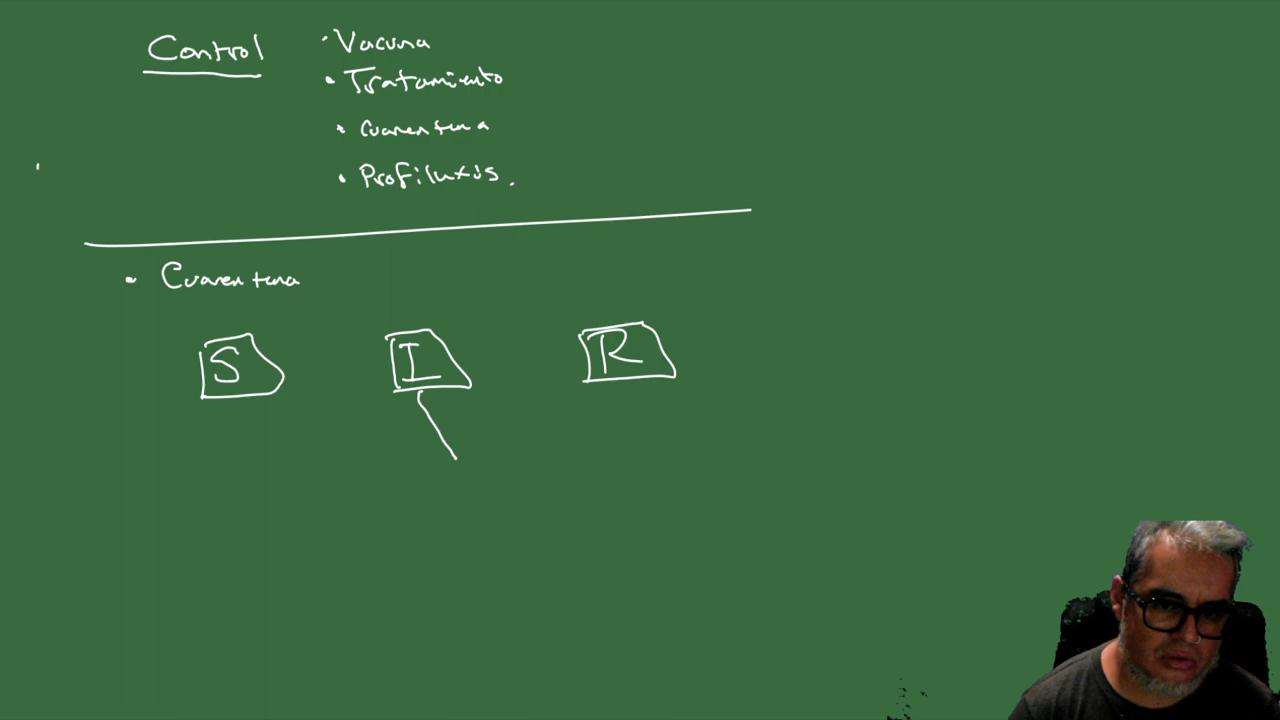 Control
• Vacuna
• Tratamiento
• Cuarentena
• Profilaxis.
• Cuarentena
S I R